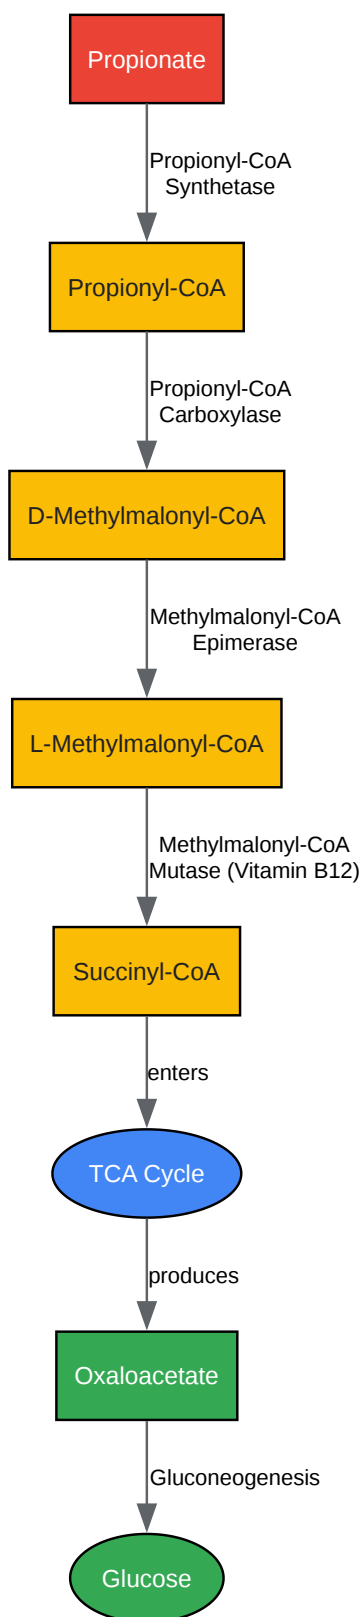 Propionate
Propionyl-CoA
Synthetase
Propionyl-CoA
Propionyl-CoA
Carboxylase
D-Methylmalonyl-CoA
Methylmalonyl-CoA
Epimerase
L-Methylmalonyl-CoA
Methylmalonyl-CoA
Mutase (Vitamin B12)
Succinyl-CoA
enters
TCA Cycle
produces
Oxaloacetate
Gluconeogenesis
Glucose